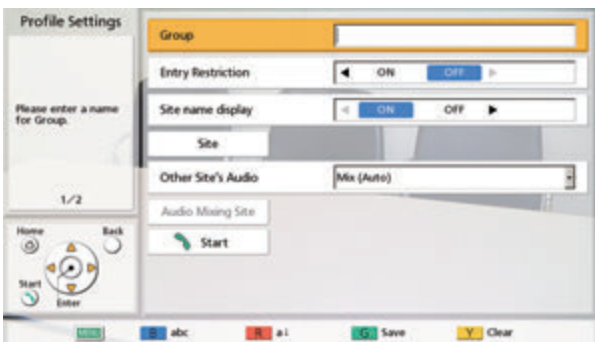 Profile Settings
Please enter a name
for Group.
1/2
Home
Back
Start
Enter
Group
Entry Restriction
ON
OFF
Site name display
ON
OFF
Site
Other Site's Audio
Mix (Auto)
Audio Mixing Site
Start
MENU
B abc
R a↓
G Save
Y Clear